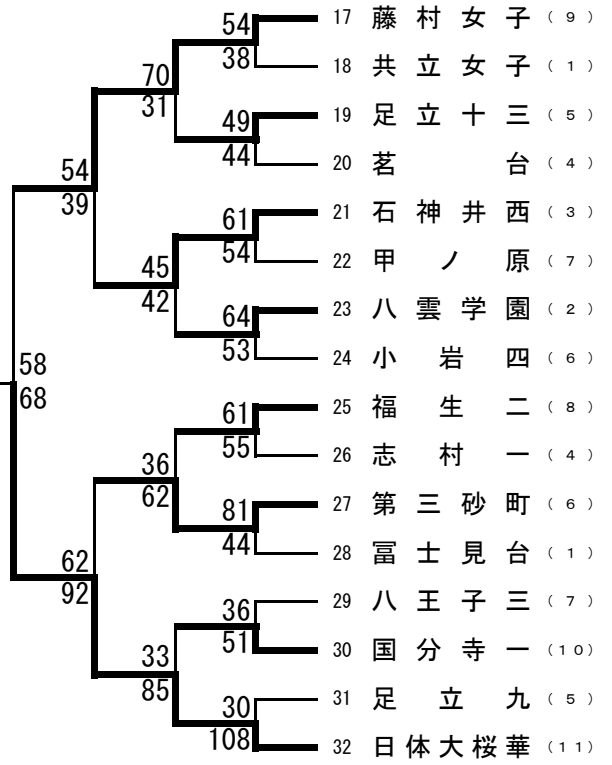 54 17 藤村女子 (9)
38 18 共立女子 (1)
70
31
49 19 足立十三 (5)
44 20 茗台 (4)
54
39
61 21 石神井西 (3)
54 22 甲ノ原 (7)
45
42
64 23 八雲学園 (2)
53 24 小岩四 (6)
58
68
61 25 福生二 (8)
55 26 志村一 (4)
36
62
81 27 第三砂町 (6)
44 28 冨士見台 (1)
62
92
36 29 八王子三 (7)
51 30 国分寺一 (10)
33
85
30 31 足立九 (5)
108 32 日体大桜華 (11)